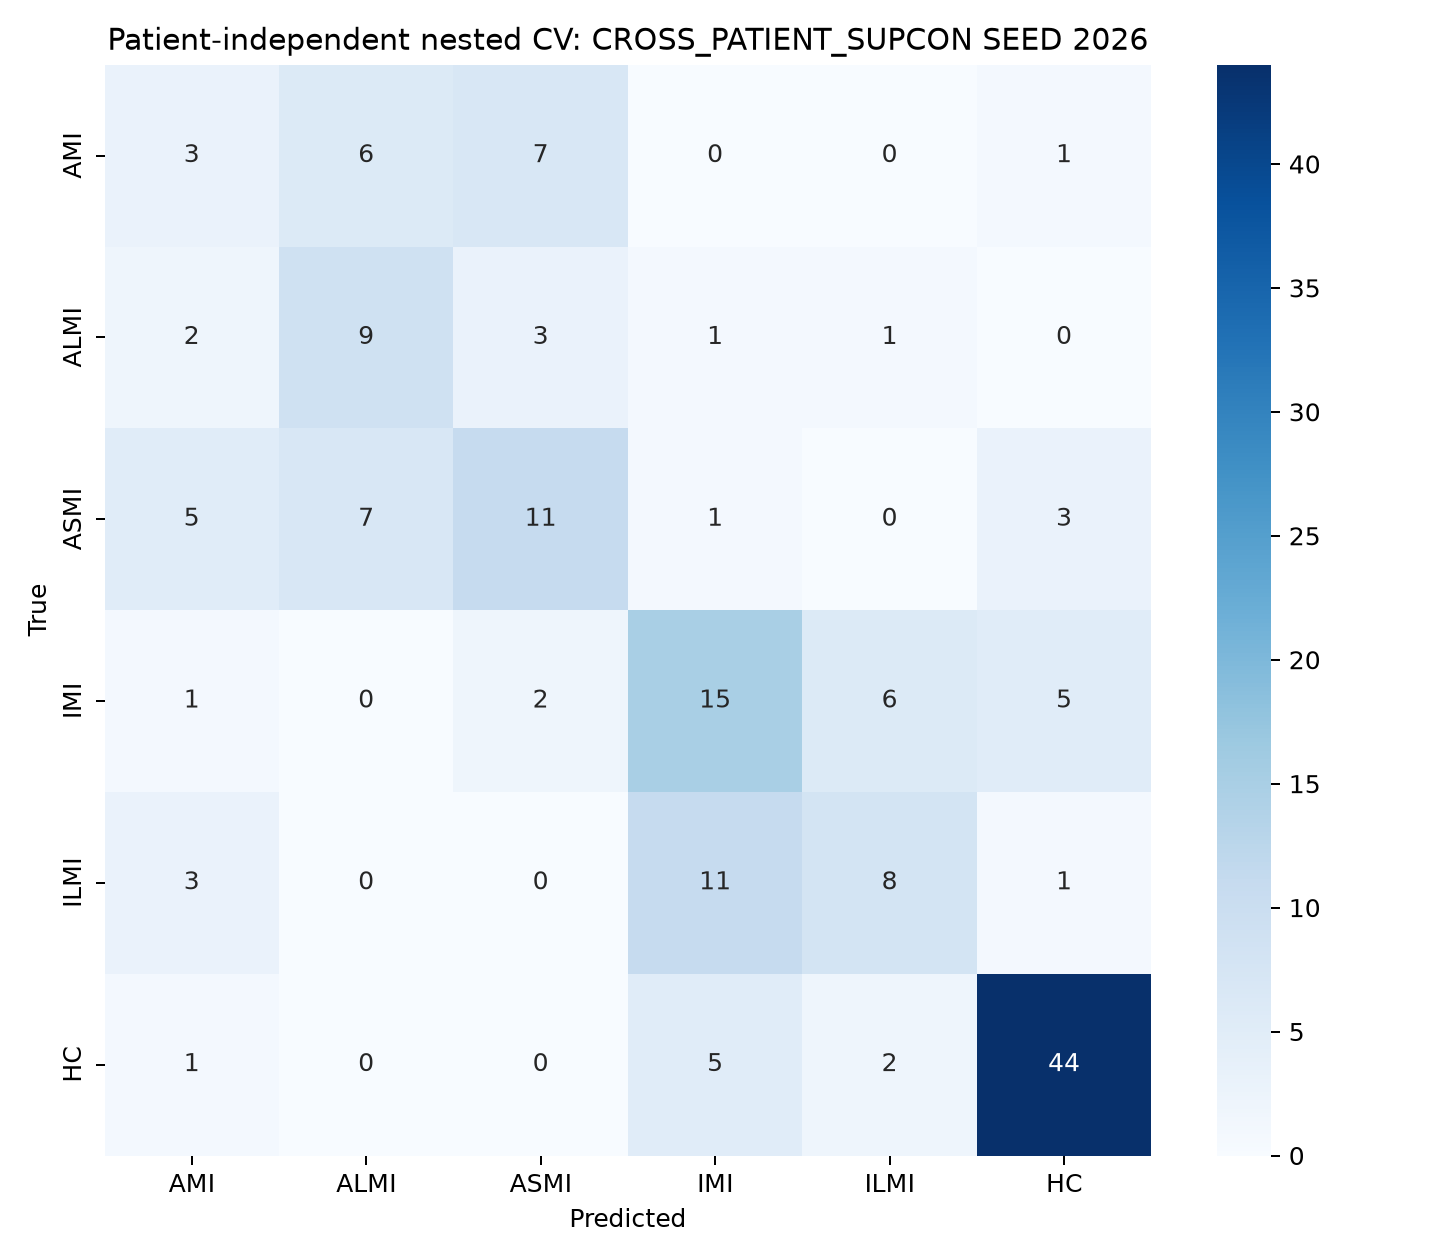 Patient-independent nested CV: CROSS_PATIENT_SUPCON SEED 2026
AMI 3 6 7 0 0 1
ALMI 2 9 3 1 1 0
ASMI 5 7 11 1 0 3
IMI 1 0 2 15 6 5
ILMI 3 0 0 11 8 1
HC 1 0 0 5 2 44
True
AMI ALMI ASMI IMI ILMI HC
Predicted
40
35
30
25
20
15
10
5
0